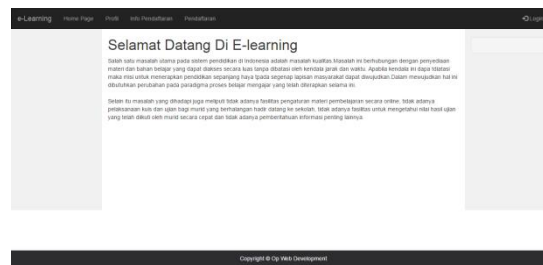 e-Learning Home Page Profil Info Pendaftaran Pendaftaran Login
Selamat Datang Di E-learning
Salah satu masalah utama pada sistem pendidikan di Indonesia adalah masalah kualitas Masalah ini berhubungan dengan penyediaan
materi dan bahan belajar yang dapat diakses secara luas tanpa dibatasi oleh kendala jarak dan waktu. Apabila kendala ini dapa titatasi
maka misi untuk menerapkan pendidikan sepanjang haya tpada segenap lapisan masyarakat dapat diwujudkan Dalam mewujudkan hal ini
dibutuhkan perubahan pada paradigma proses belajar mengajar yang telah diterapkan selama ini.
Selain itu masalah yang dihadapi juga meliputi tidak adanya fasilitas pengaturan materi pembelajaran secara online, tidak adanya
pelaksanaan kuis dan ujian bagi murid yang berhalangan hadir datang ke sekolah, tidak adanya fasilitas untuk mengetahui nilai hasil ujian
yang telah diikuti oleh murid secara cepat dan tidak adanya pemberitahuan informasi penting lainnya.
Copyright © Op Web Development